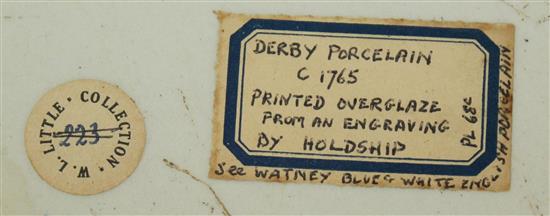 W. L. LITTLE · COLLECTION ·
223
DERBY PORCELAIN
C 1765
PRINTED OVERGLAZE
FROM AN ENGRAVING
BY HOLDSHIP
See WATNEY BLUE & WHITE ENGLISH PORCELAIN
PL 68C